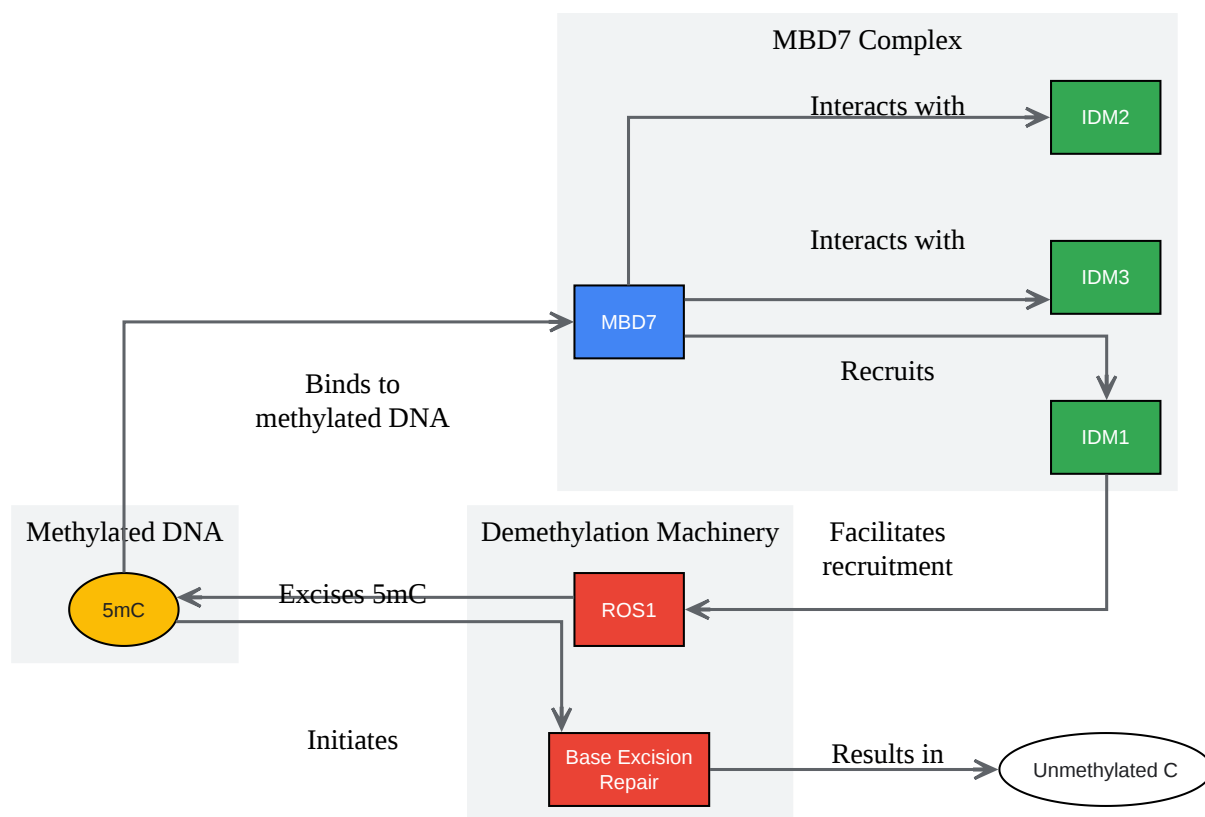 MBD7 Complex
Interacts with
IDM2
Interacts with
IDM3
MBD7
Recruits
Binds to
methylated DNA
IDM1
Methylated DNA
Demethylation Machinery
Facilitates
recruitment
5mC
Excises 5mC
ROS1
Initiates
Base Excision
Repair
Results in
Unmethylated C